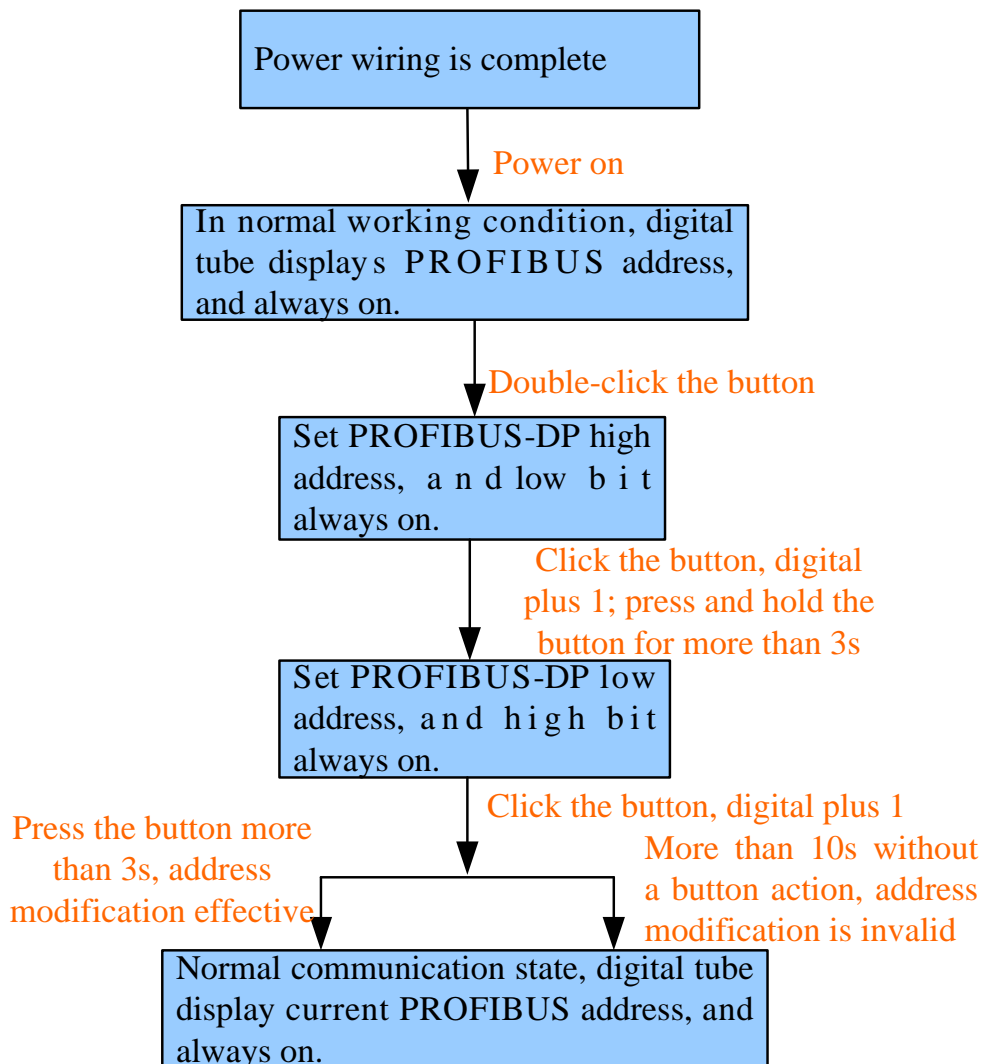 Power wiring is complete
Power on
In normal working condition, digital
tube displays PROFIBUS address,
and always on.
Double-click the button
Set PROFIBUS-DP high
address, and low bit
always on.
Click the button, digital
plus 1; press and hold the
button for more than 3s
Set PROFIBUS-DP low
address, and high bit
always on.
Click the button, digital plus 1
Press the button more
than 3s, address
modification effective
More than 10s without
a button action, address
modification is invalid
Normal communication state, digital tube
display current PROFIBUS address, and
always on.